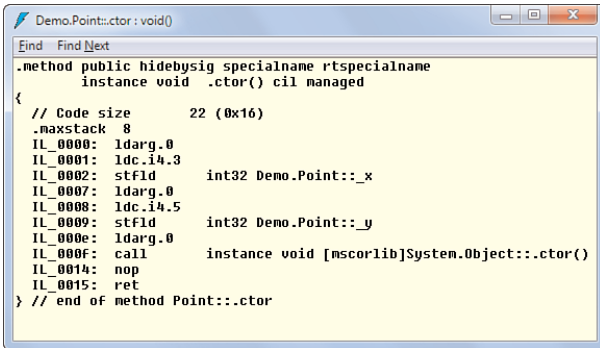 Demo.Point::.ctor : void()
Find Find Next
.method public hidebysig specialname rtspecialname
        instance void  .ctor() cil managed
{
  // Code size       22 (0x16)
  .maxstack  8
  IL_0000:  ldarg.0
  IL_0001:  ldc.i4.3
  IL_0002:  stfld      int32 Demo.Point::_x
  IL_0007:  ldarg.0
  IL_0008:  ldc.i4.5
  IL_0009:  stfld      int32 Demo.Point::_y
  IL_000e:  ldarg.0
  IL_000f:  call       instance void [mscorlib]System.Object::.ctor()
  IL_0014:  nop
  IL_0015:  ret
} // end of method Point::.ctor